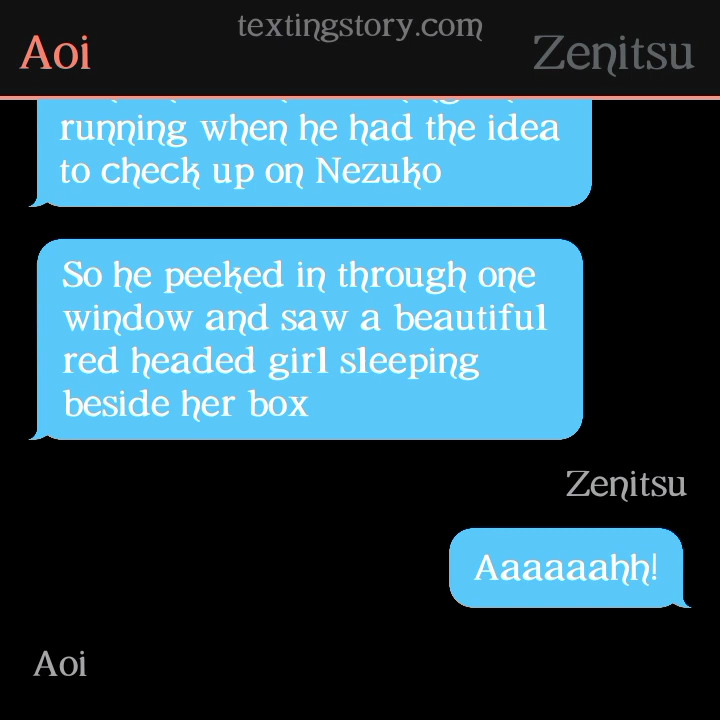 textingstory.com
Aoi
Zenitsu
running when he had the idea
to check up on Nezuko
So he peeked in through one
window and saw a beautiful
red headed girl sleeping
beside her box
Zenitsu
Aaaaaahh!
Aoi